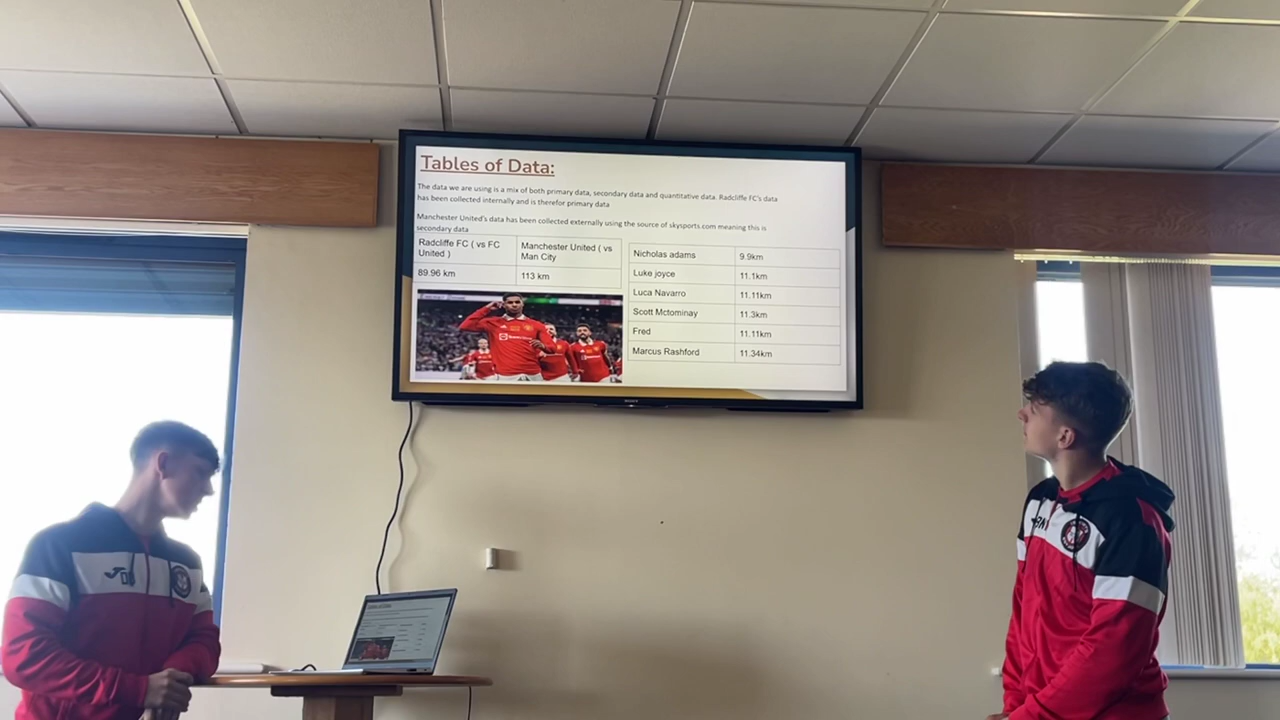 Tables of Data:
The data we are using is a mix of both primary data, secondary data and quantitative data. Radcliffe FC's data
has been collected internally and is therefor primary data
Manchester United's data has been collected externally using the source of skysports.com meaning this is
secondary data
Radcliffe FC ( vs FC
United )
Manchester United ( vs
Man City
89.96 km
113 km
Nicholas adams 9.9km
Luke joyce 11.1km
Luca Navarro 11.11km
Scott Mctominay 11.3km
Fred 11.11km
Marcus Rashford 11.34km
SONY